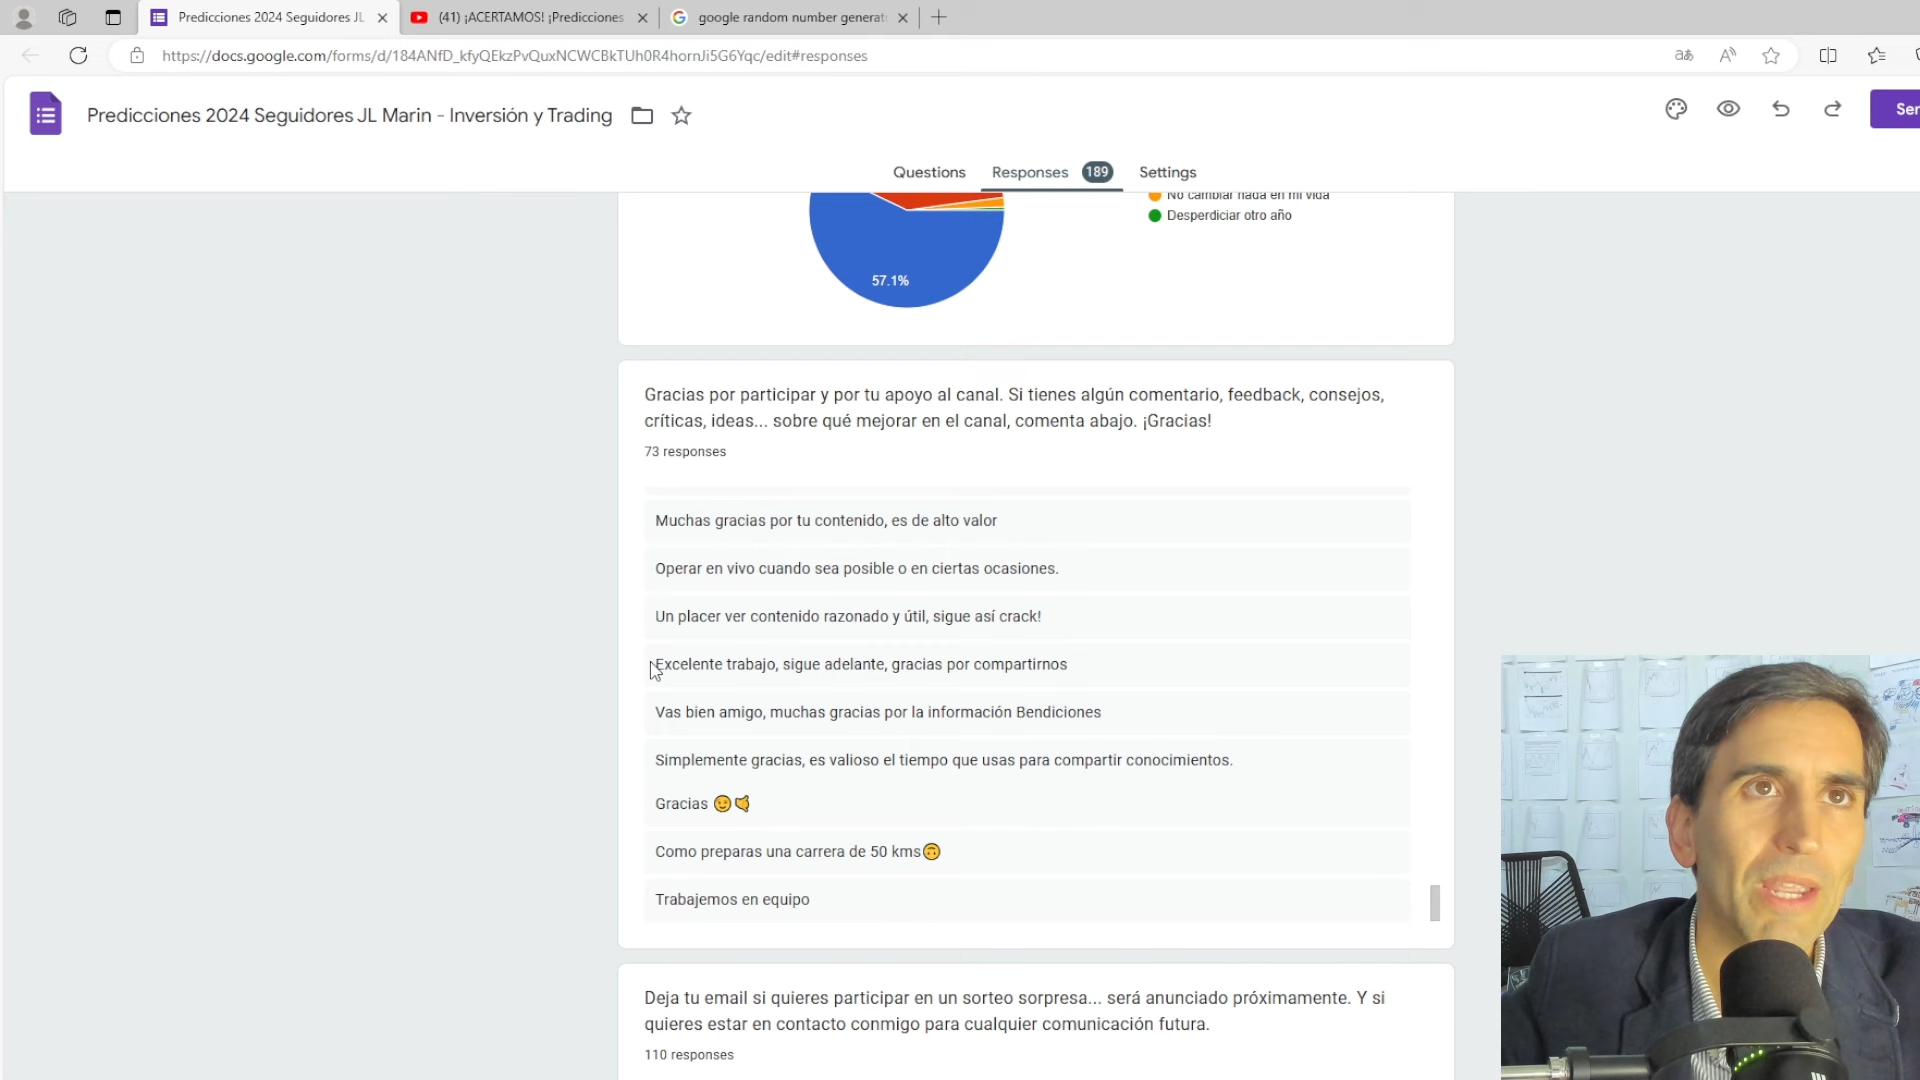 Predicciones 2024 Seguidores JL
(41) ¡ACERTAMOS! ¡Predicciones
google random number generat
https://docs.google.com/forms/d/184ANfD_kfyQEkzPvQuxNCWCBkTUh0R4hornJi5G6Yqc/edit#responses
Predicciones 2024 Seguidores JL Marin - Inversión y Trading
Ser
Questions
Responses 189
Settings
No cambiar nada en mi vida
Desperdiciar otro año
57.1%
Gracias por participar y por tu apoyo al canal. Si tienes algún comentario, feedback, consejos,
críticas, ideas... sobre qué mejorar en el canal, comenta abajo. ¡Gracias!
73 responses
Muchas gracias por tu contenido, es de alto valor
Operar en vivo cuando sea posible o en ciertas ocasiones.
Un placer ver contenido razonado y útil, sigue así crack!
Excelente trabajo, sigue adelante, gracias por compartirnos
Vas bien amigo, muchas gracias por la información Bendiciones
Simplemente gracias, es valioso el tiempo que usas para compartir conocimientos.
Gracias 😉🤙
Como preparas una carrera de 50 kms🙃
Trabajemos en equipo
Deja tu email si quieres participar en un sorteo sorpresa... será anunciado próximamente. Y si
quieres estar en contacto conmigo para cualquier comunicación futura.
110 responses